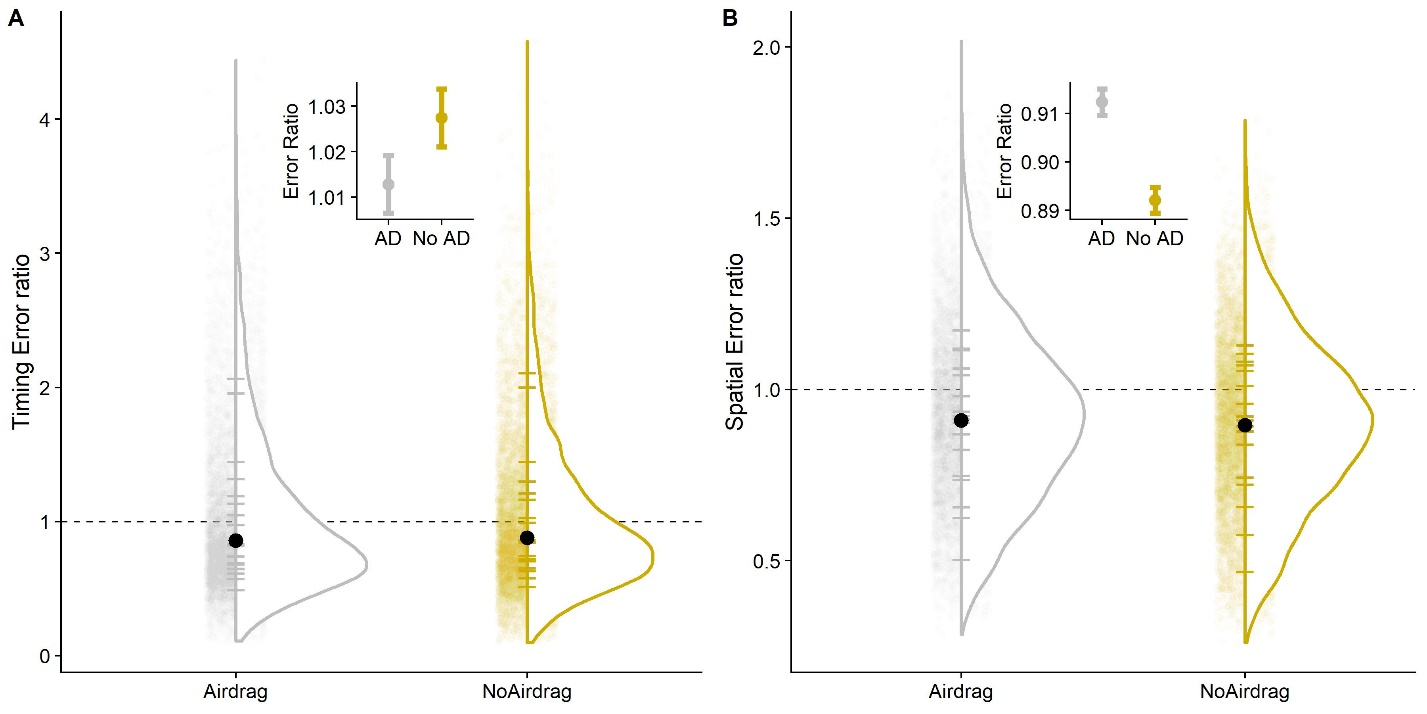 A
Timing Error ratio
4
3
2
1
0
Error Ratio
1.03
1.02
1.01
AD No AD
Airdrag NoAirdrag
B
Spatial Error ratio
2.0
1.5
1.0
0.5
Error Ratio
0.91
0.90
0.89
AD No AD
Airdrag NoAirdrag